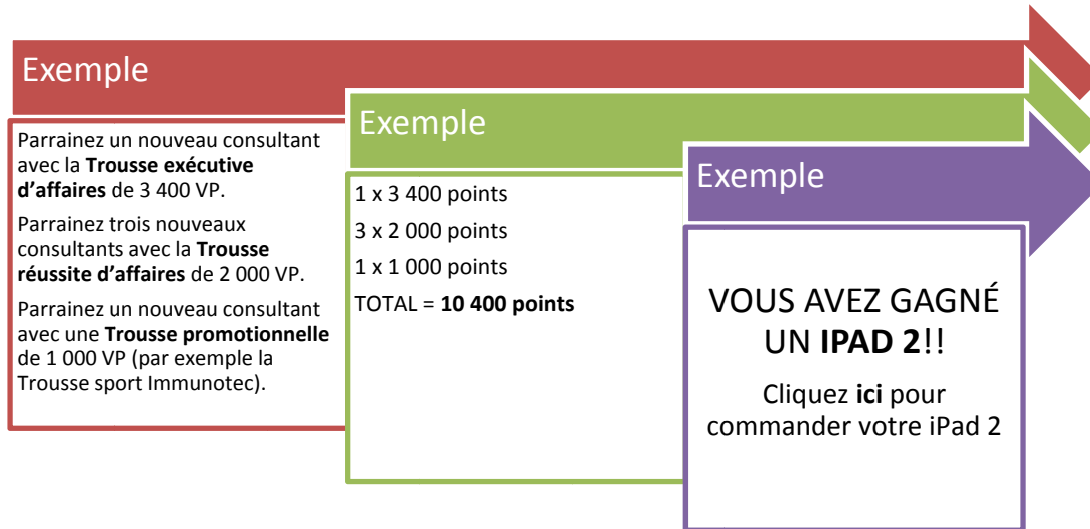 Exemple
Parrainez un nouveau consultant
avec la Trousse exécutive
d’affaires de 3 400 VP.
Parrainez trois nouveaux
consultants avec la Trousse
réussite d’affaires de 2 000 VP.
Parrainez un nouveau consultant
avec une Trousse promotionnelle
de 1 000 VP (par exemple la
Trousse sport Immunotec).
Exemple
1 x 3 400 points
3 x 2 000 points
1 x 1 000 points
TOTAL = 10 400 points
Exemple
VOUS AVEZ GAGNÉ
UN IPAD 2!!
Cliquez ici pour
commander votre iPad 2